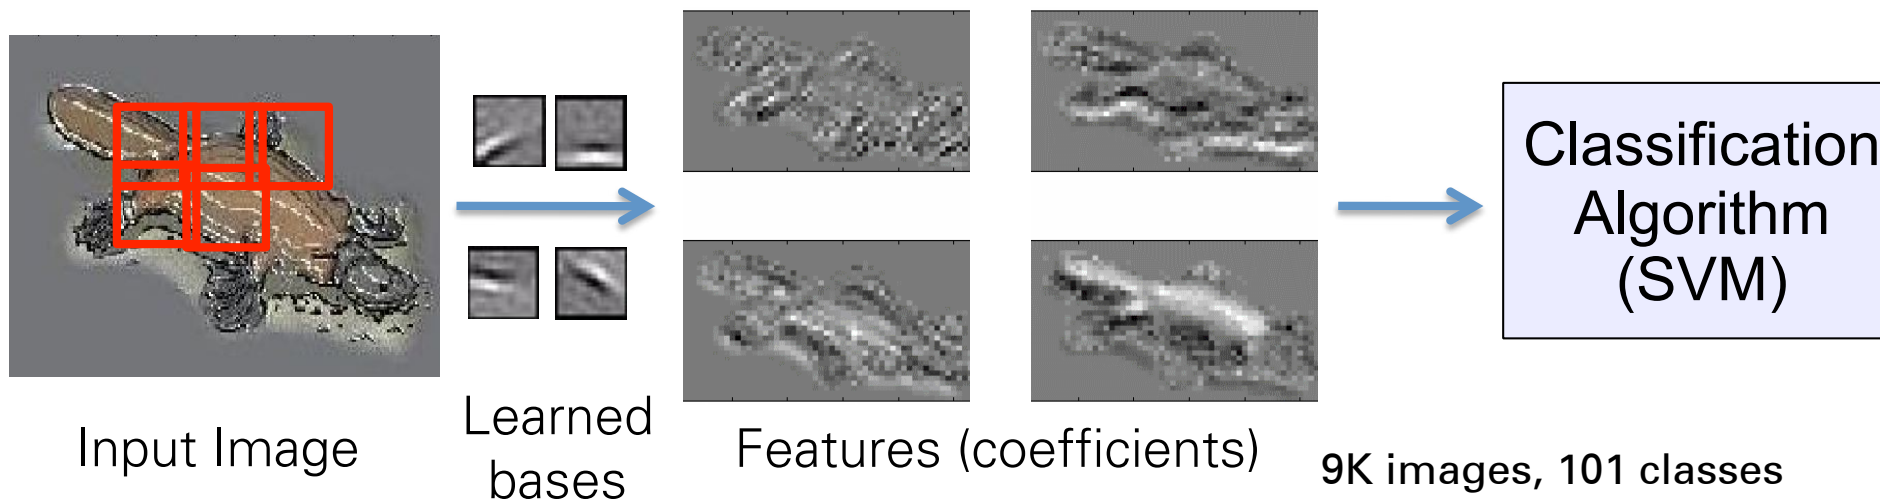 Input Image
Learned
bases
Features (coefficients)
Classification
Algorithm
(SVM)
9K images, 101 classes